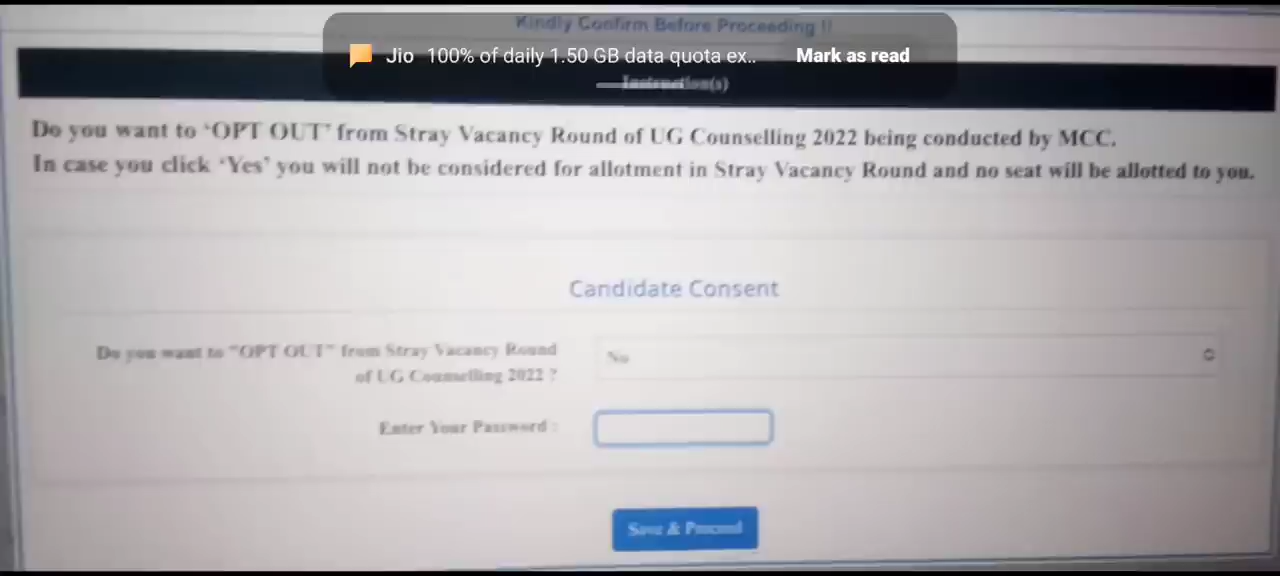 Kindly Confirm Before Proceeding !!
Jio 100% of daily 1.50 GB data quota ex.. Mark as read
Instruction(s)
Do you want to ‘OPT OUT’ from Stray Vacancy Round of UG Counselling 2022 being conducted by MCC.
In case you click ‘Yes’ you will not be considered for allotment in Stray Vacancy Round and no seat will be allotted to you.
Candidate Consent
Do you want to "OPT OUT" from Stray Vacancy Round
of UG Counselling 2022 ?
No
Enter Your Password :
Save & Proceed